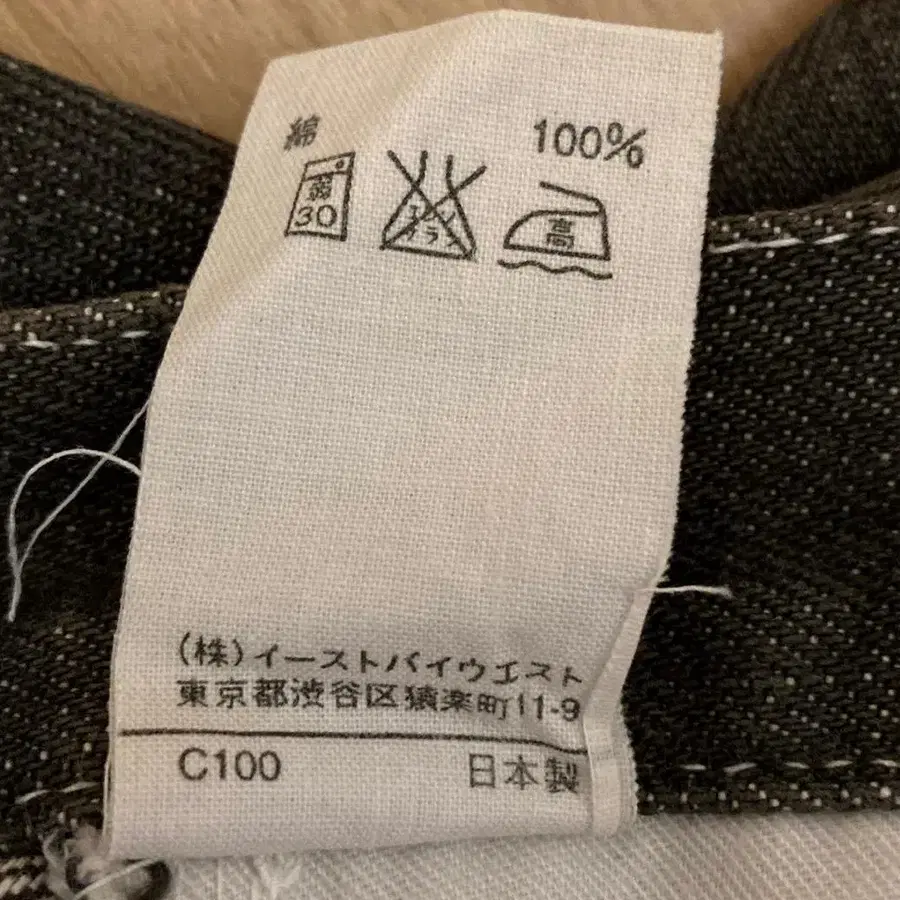 綿 100%
弱 30 エンソ サラシ 高
(株)イーストバイウエスト
東京都渋谷区猿楽町11-9
C100 日本製